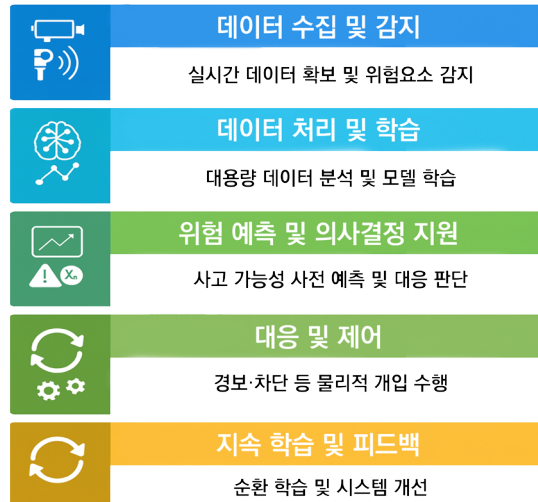 데이터 수집 및 감지
실시간 데이터 확보 및 위험요소 감지
데이터 처리 및 학습
대용량 데이터 분석 및 모델 학습
위험 예측 및 의사결정 지원
사고 가능성 사전 예측 및 대응 판단
Xn
대응 및 제어
경보·차단 등 물리적 개입 수행
지속 학습 및 피드백
순환 학습 및 시스템 개선